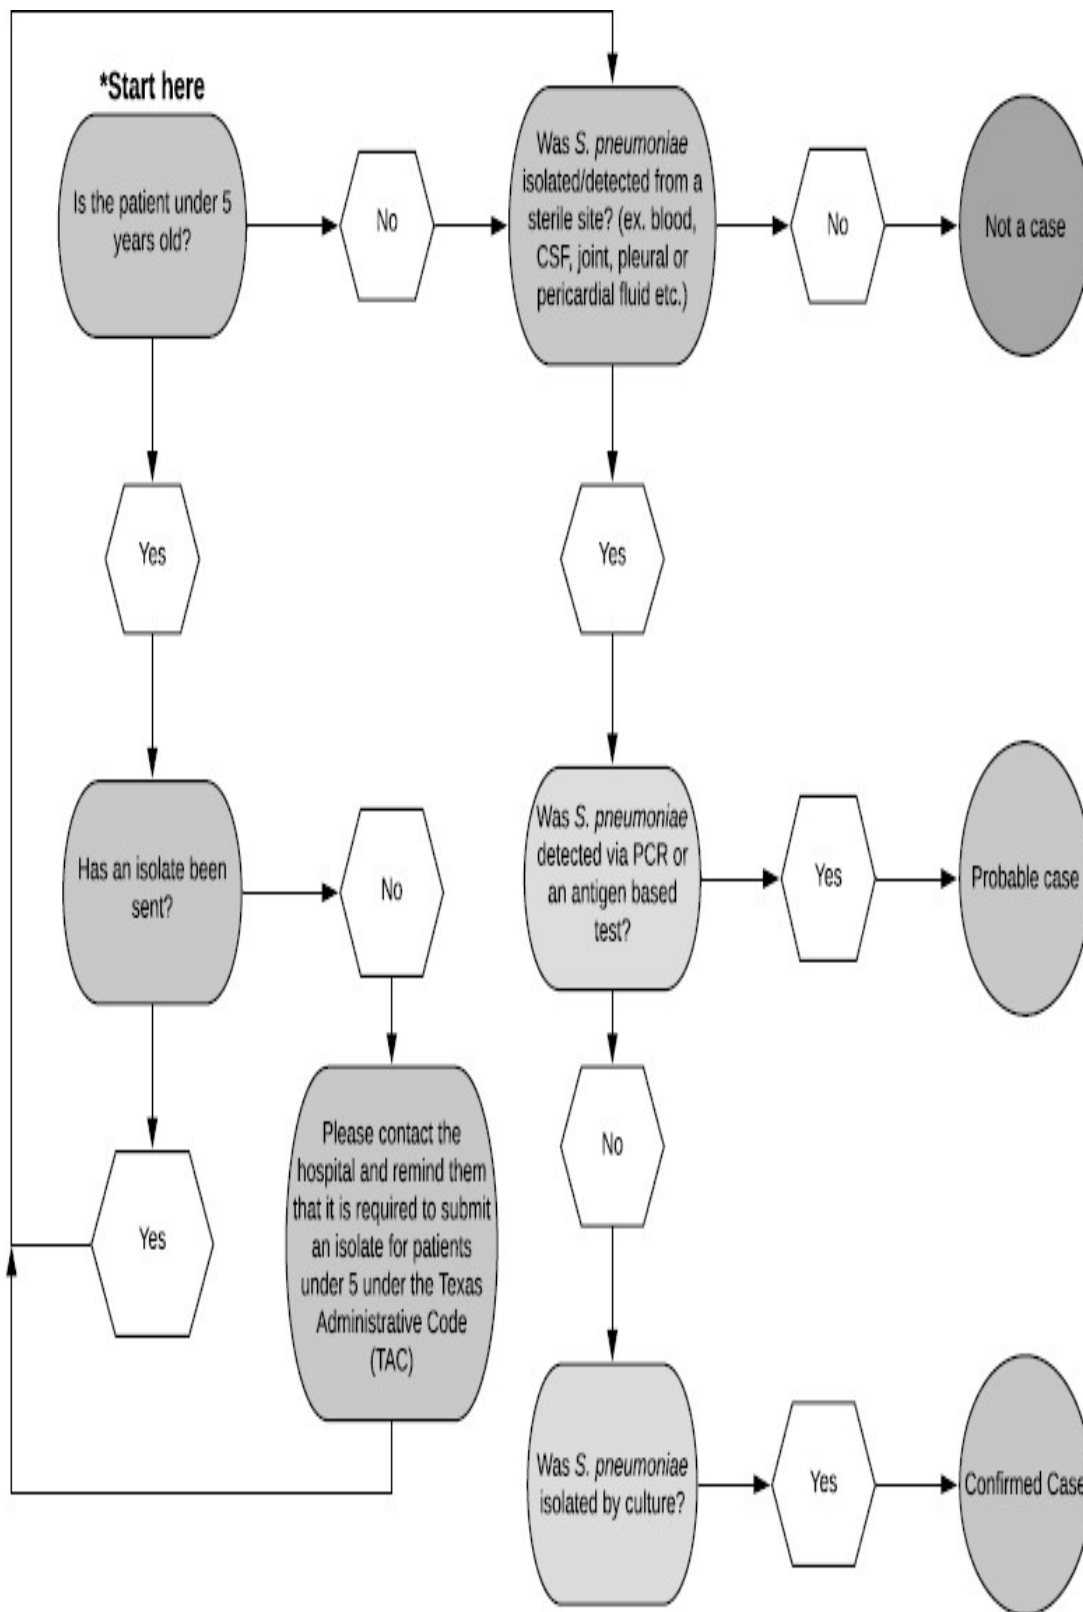 *Start here
Is the patient under 5
years old?
No
Was S. pneumoniae
isolated/detected from a
sterile site? (ex. blood,
CSF, joint, pleural or
pericardial fluid etc.)
No
Not a case
Yes
Yes
Has an isolate been
sent?
No
Was S. pneumoniae
detected via PCR or
an antigen based
test?
Yes
Probable case
Yes
Please contact the
hospital and remind them
that it is required to submit
an isolate for patients
under 5 under the Texas
Administrative Code
(TAC)
No
Was S. pneumoniae
isolated by culture?
Yes
Confirmed Case